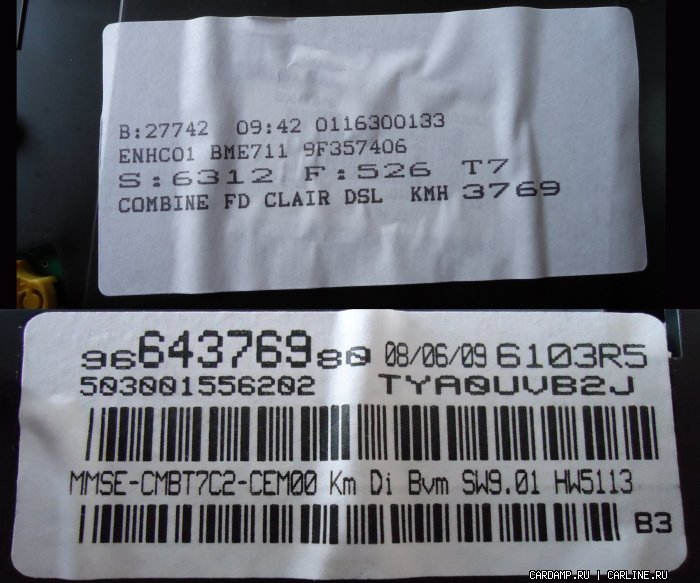 B:27742 09:42 0116300133
ENHC01 BME711 9F357406
S:6312 F:526 T7
COMBINE FD CLAIR DSL KMH 3769
9664376980 08/06/09 6103R5
503001556202 TYA0UVB2J
MMSE-CMBT7C2-CEM00 Km Di Bvm SW9.01 HW5113
B3
CARDAMP.RU | CARLINE.RU